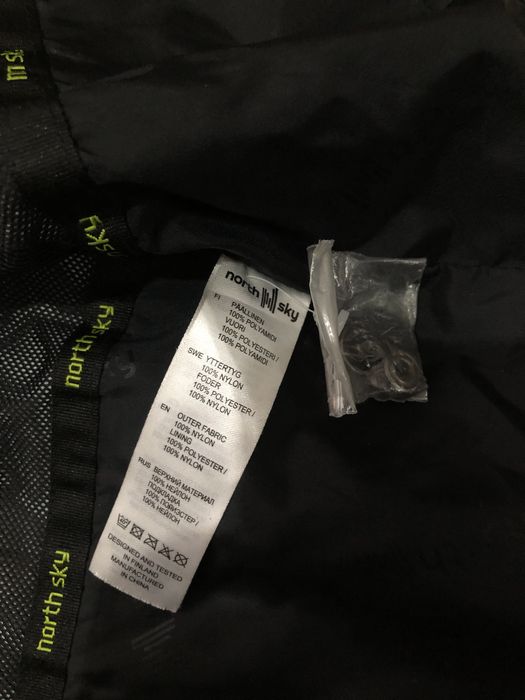 north sky
north sky
north sky
FI PÄÄLLINEN
100% POLYAMIDI
VUORI
100% POLYESTERI /
100% POLYAMIDI
SWE YTTERTYG
100% NYLON
FODER
100% POLYESTER /
100% NYLON
EN OUTER FABRIC
100% NYLON
LINING
100% POLYESTER /
100% NYLON
RUS ВЕРХНИЙ МАТЕРИАЛ
100% НЕЙЛОН
ПОДКЛАДКА
100% ПОЛИЭСТЕР /
100% НЕЙЛОН
DESIGNED AND TESTED
IN FINLAND
MANUFACTURED
IN CHINA